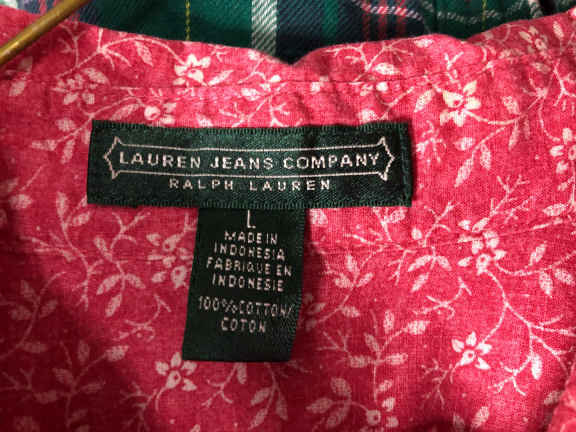 LAUREN JEANS COMPANY
RALPH LAUREN
L
MADE IN
INDONESIA
FABRIQUE EN
INDONESIE
100% COTTON/
COTON